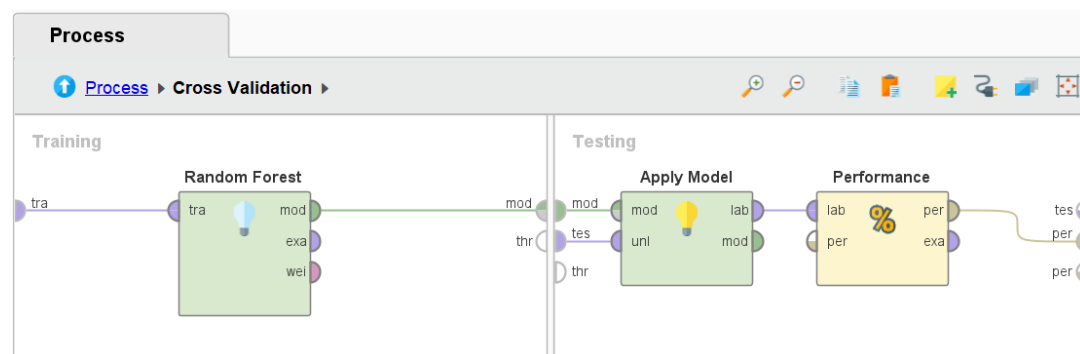 Process
Process Cross Validation
Training
Testing
Random Forest
Apply Model
Performance
tra
tra
mod
mod
mod
mod
lab
lab
per
tes
exa
thr
tes
unl
mod
per
exa
per
wei
thr
per